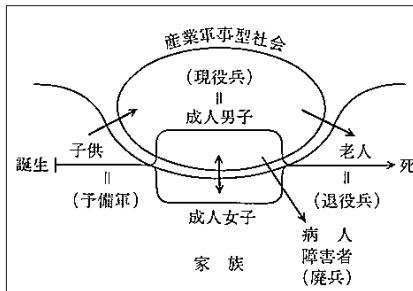 産業軍事型社会
(現役兵)
=
成人男子
子供
老人
誕生
死
=
=
(予備軍)
(退役兵)
成人女子
病人
障害者
(廃兵)
家族